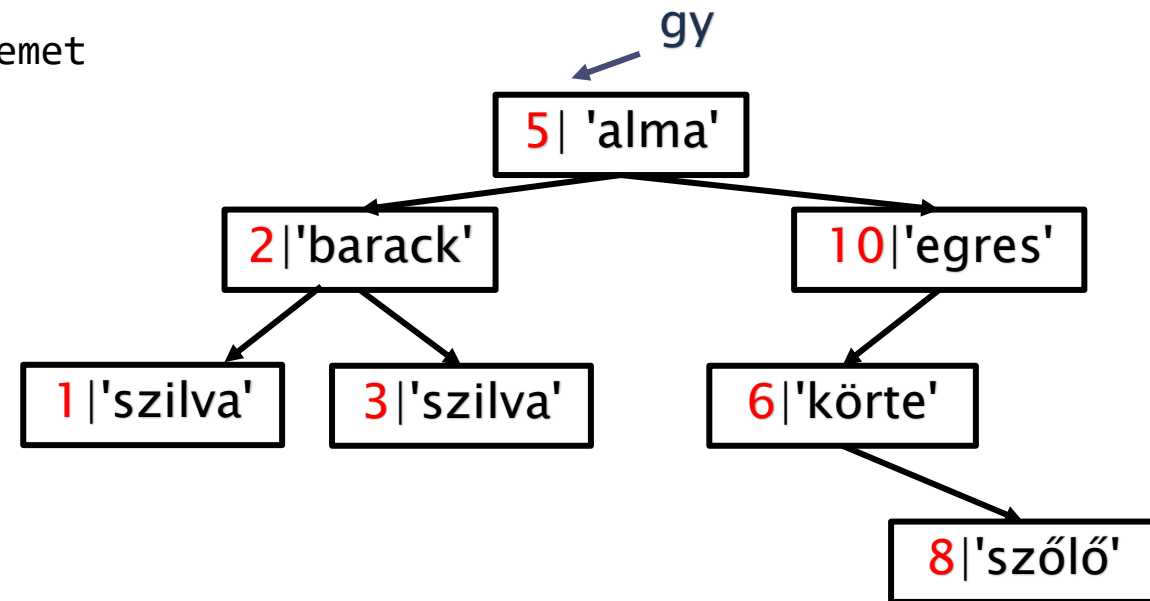 gy
emet
5| 'alma'
2|'barack'
10|'egres'
1|'szilva'
3|'szilva'
6|'körte'
8|'szőlő'